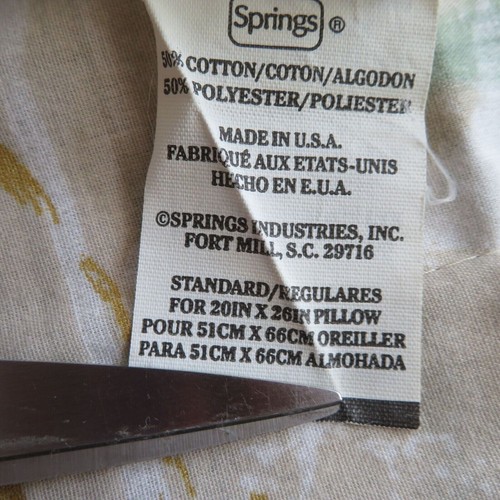 Springs ®
50% COTTON/COTON/ALGODON
50% POLYESTER/POLIESTER
MADE IN U.S.A.
FABRIQUÉ AUX ETATS-UNIS
HECHO EN E.U.A.
©SPRINGS INDUSTRIES, INC.
FORT MILL, S.C. 29716
STANDARD/REGULARES
FOR 20IN X 26IN PILLOW
POUR 51CM X 66CM OREILLER
PARA 51CM X 66CM ALMOHADA